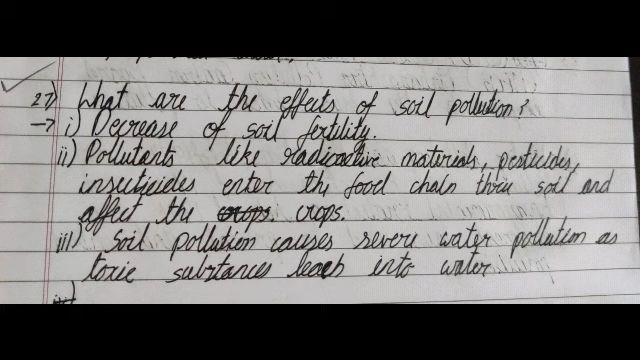 27) What are the effects of soil pollution?
→ i) Decrease of soil fertility.
ii) Pollutants like radioactive materials, pesticides,
insecticides enter the food chain thru soil and
affect the crops. crops.
iii) Soil pollution causes severe water pollution as
toxic substances leach into water